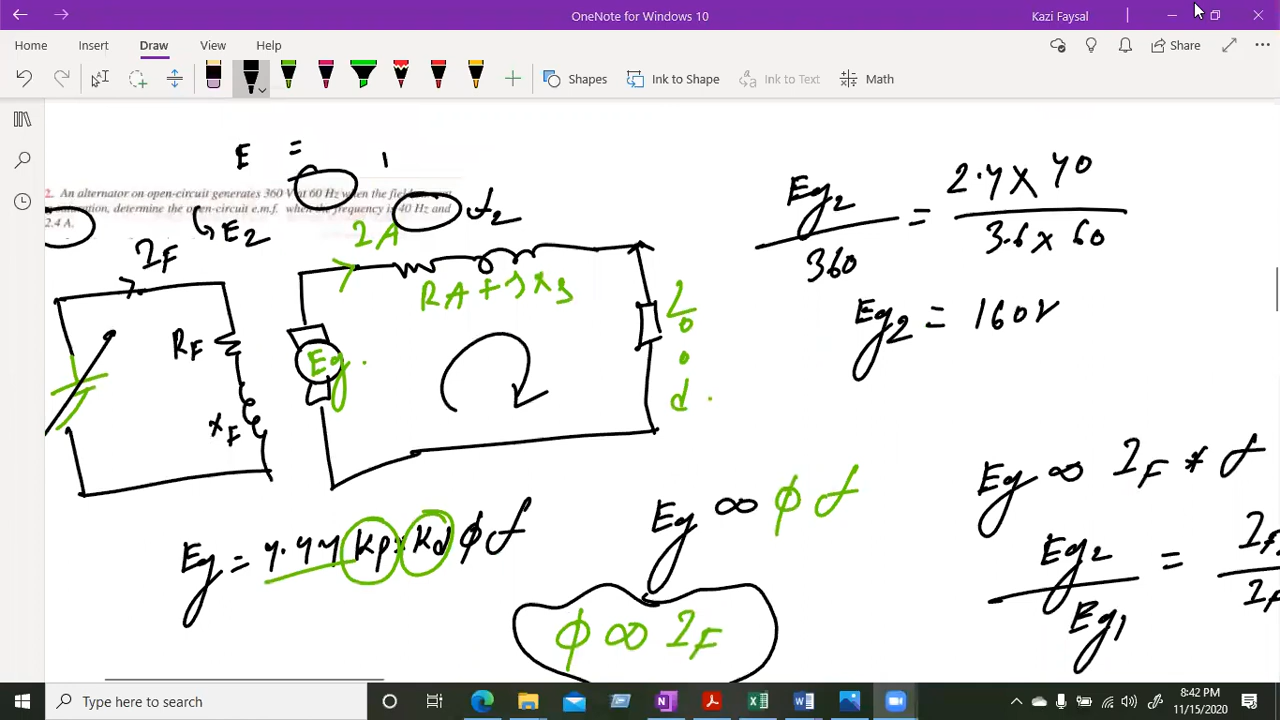 OneNote for Windows 10
Kazi Faysal
Home Insert Draw View Help
Share
Shapes Ink to Shape Ink to Text Math
E =
2. An alternator on open-circuit generates 360 V at 60 Hz when the field
determine the open-circuit e.m.f. when the frequency is 40 Hz and
2.4 A.
E2
f2
IF
RF
XF
Eg.
IA
RA + j Xs
Load.
Eg2 / 360 = 2.4 x 40 / 3.6 x 60
Eg2 = 160V
Eg = 4.44 Kp × Kd φ f
Eg ∝ φ f
φ ∝ IF
Eg ∝ IF * f
Eg2 / Eg1 =
Type here to search
8:42 PM
11/15/2020